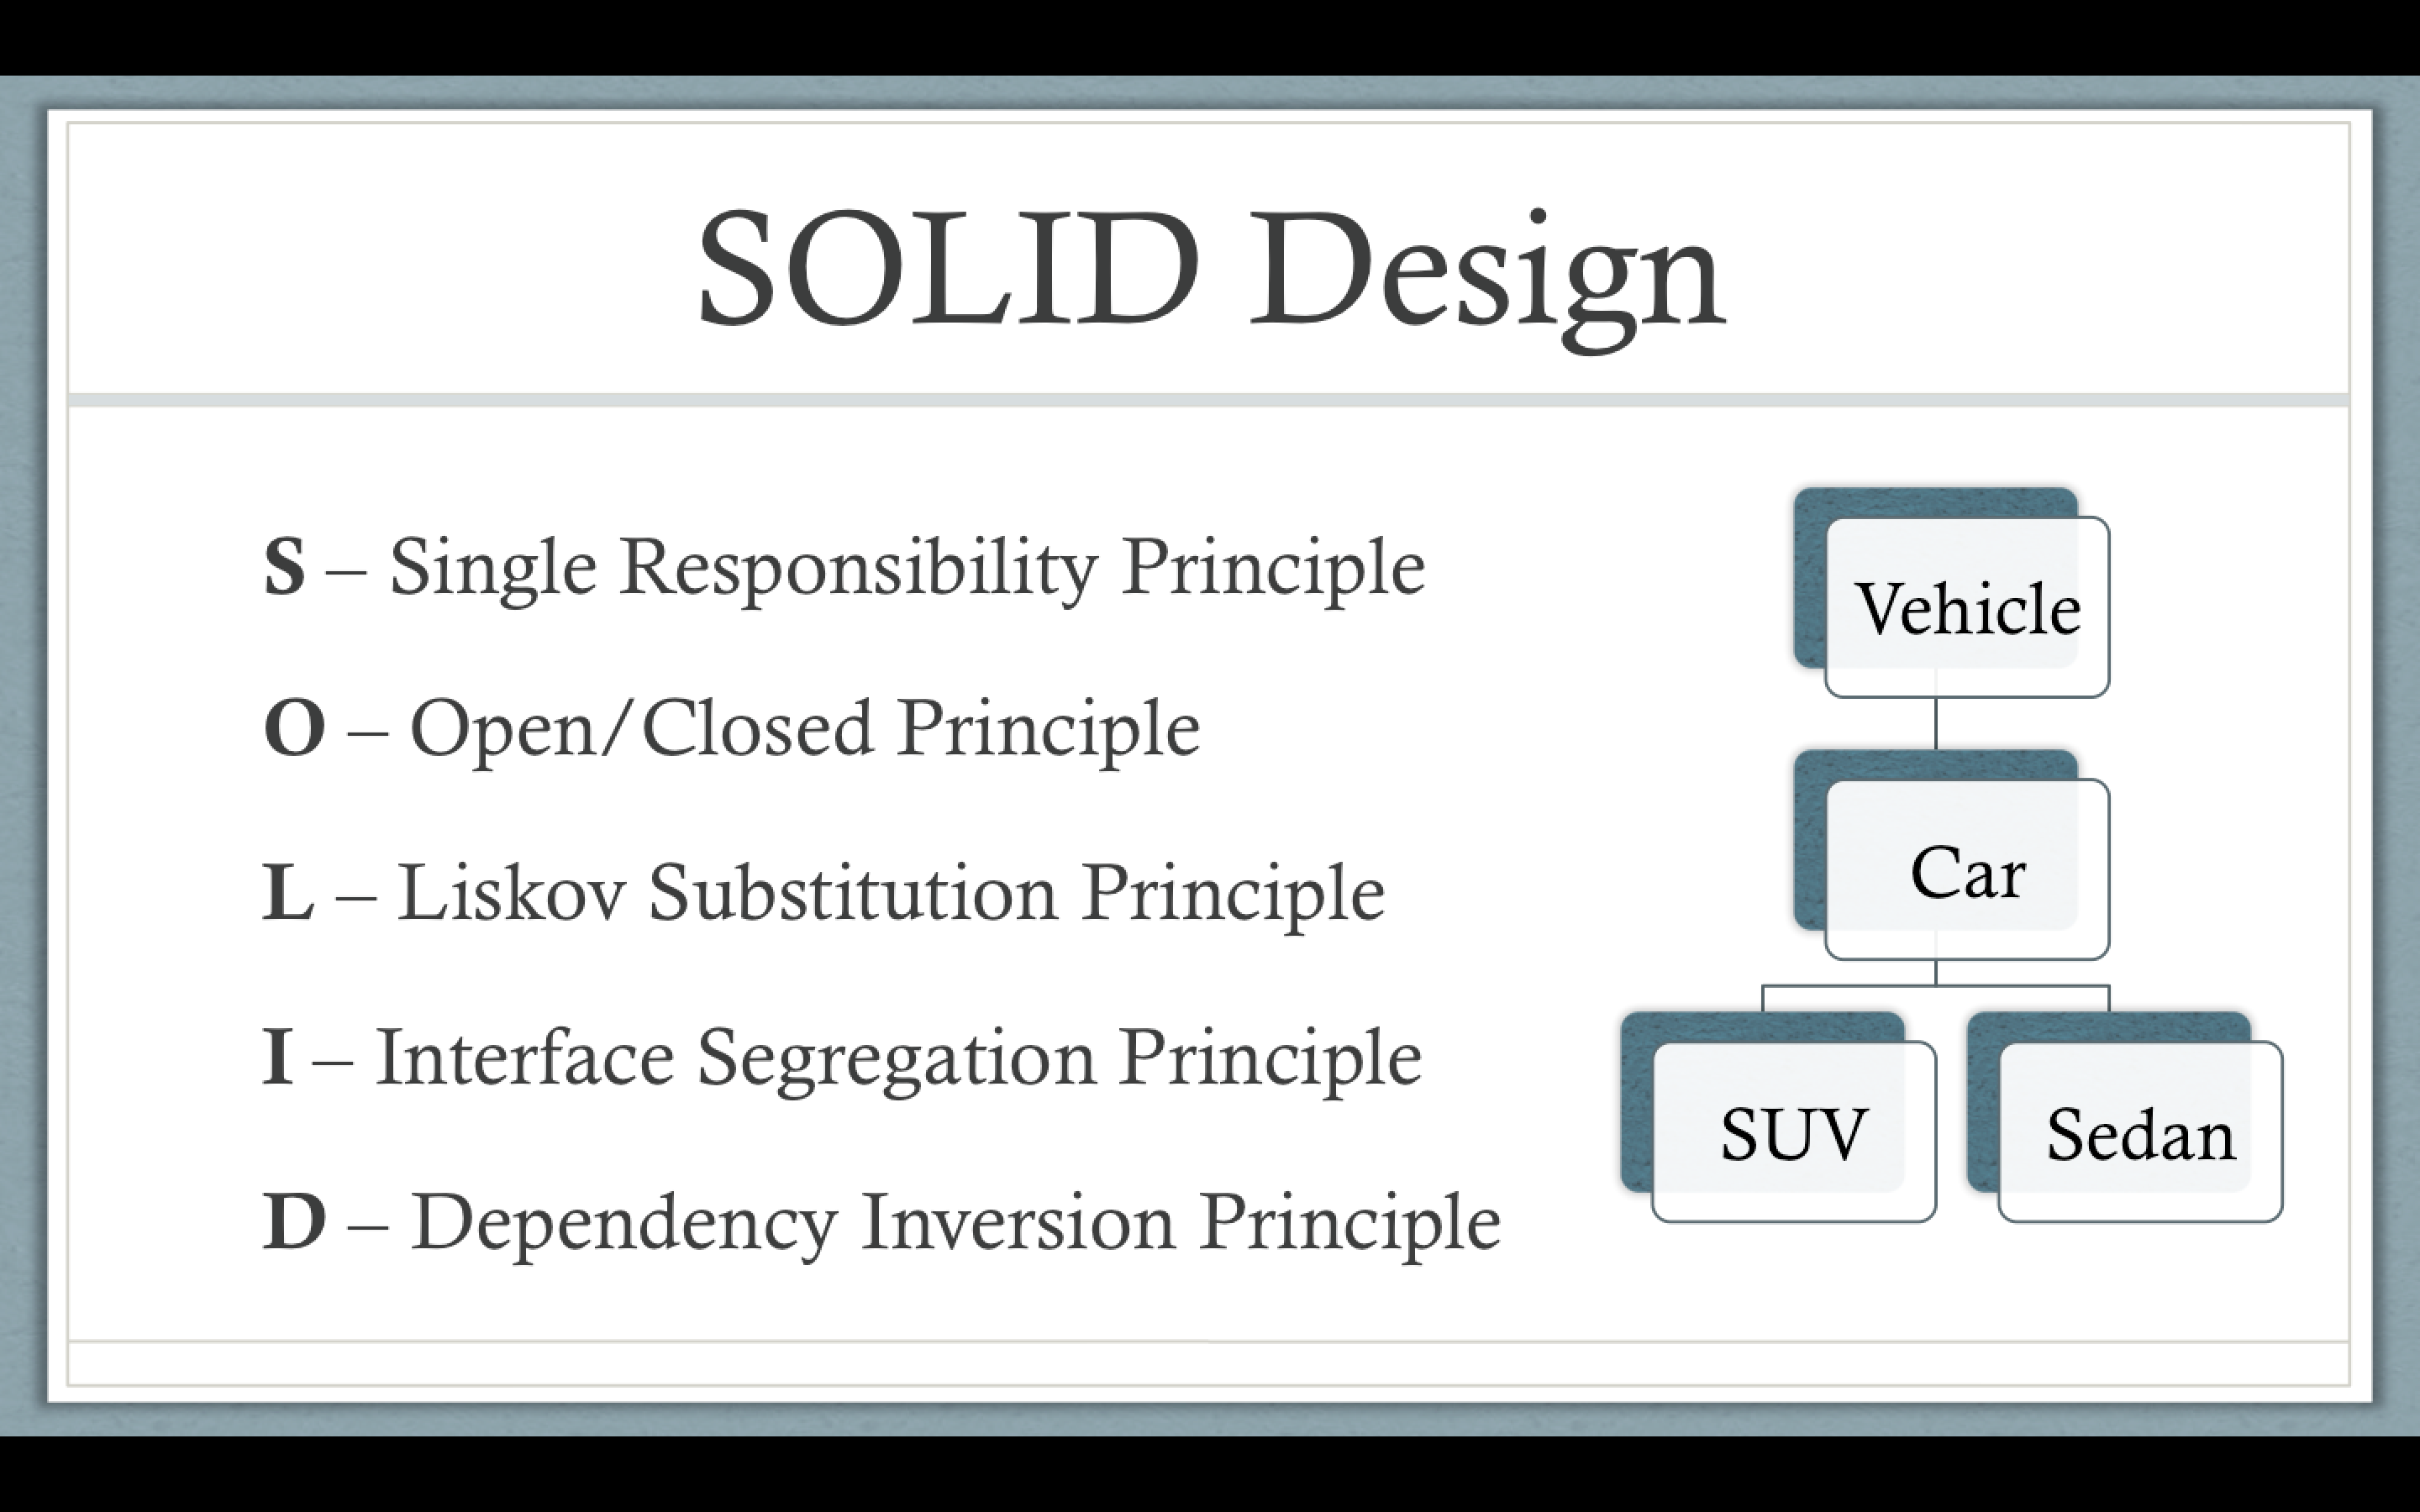 SOLID Design
S – Single Responsibility Principle
O – Open/Closed Principle
L – Liskov Substitution Principle
I – Interface Segregation Principle
D – Dependency Inversion Principle
Vehicle
Car
SUV
Sedan